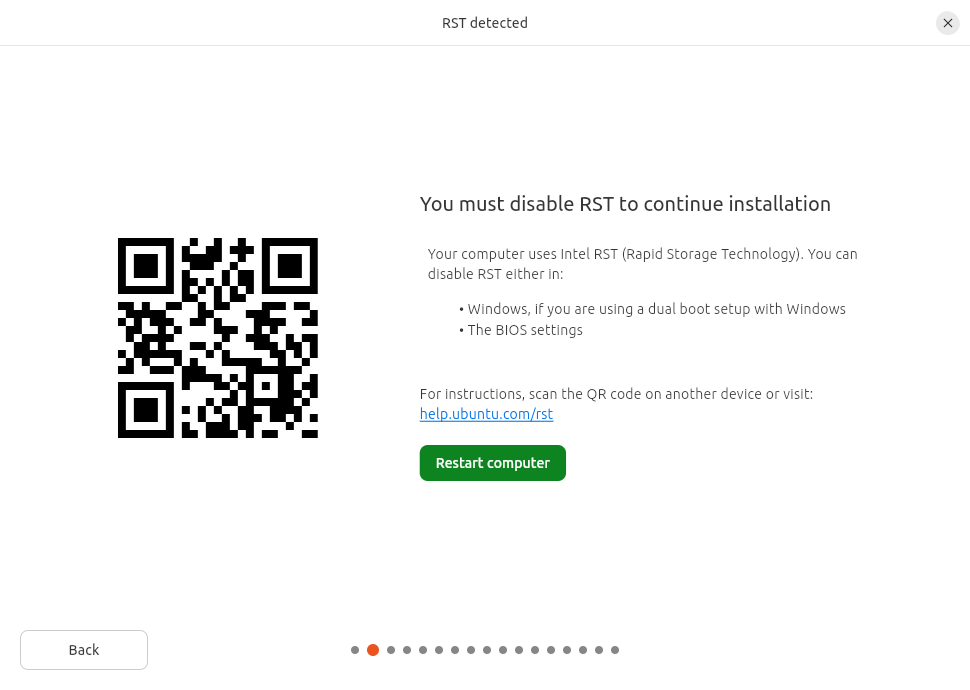 RST detected
You must disable RST to continue installation
Your computer uses Intel RST (Rapid Storage Technology). You can
disable RST either in:
• Windows, if you are using a dual boot setup with Windows
• The BIOS settings
For instructions, scan the QR code on another device or visit:
help.ubuntu.com/rst
Restart computer
Back